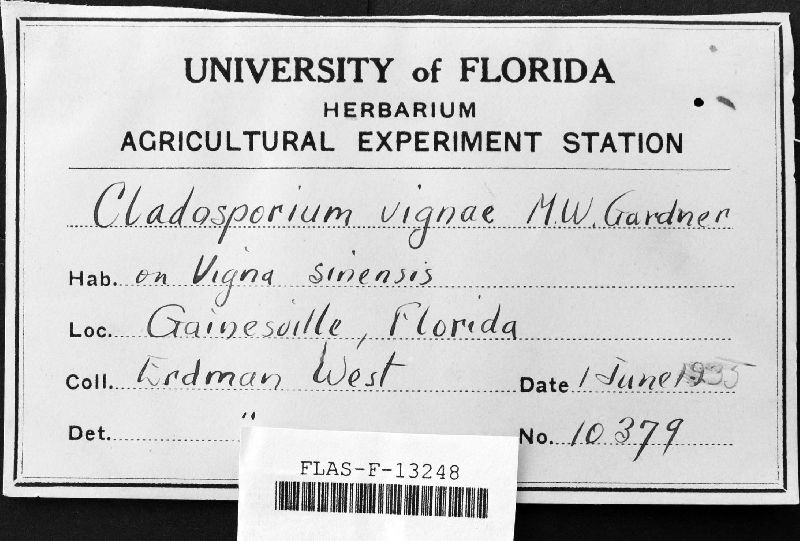 UNIVERSITY of FLORIDA
HERBARIUM
AGRICULTURAL EXPERIMENT STATION
Cladosporium vignae M.W. Gardner
Hab. on Vigna sinensis
Loc. Gainesville, Florida
Coll. Erdman West Date 1 June 1935
Det. " No. 10379
FLAS-F-13248